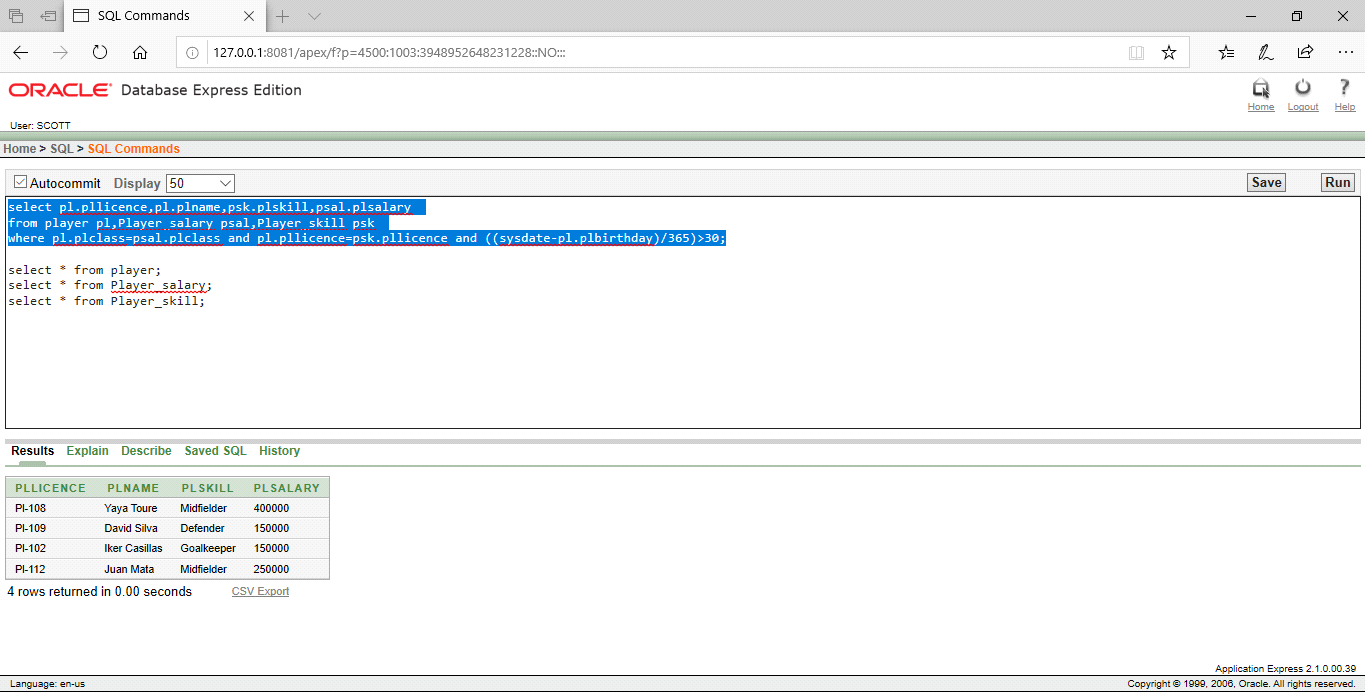 SQL Commands
127.0.0.1:8081/apex/f?p=4500:1003:3948952648231228::NO:::
ORACLE® Database Express Edition
Home Logout Help
User: SCOTT
Home > SQL > SQL Commands
Autocommit Display 50 Save Run
select pl.pllicence,pl.plname,psk.plskill,psal.plsalary
from player pl,Player_salary psal,Player_skill psk
where pl.plclass=psal.plclass and pl.pllicence=psk.pllicence and ((sysdate-pl.plbirthday)/365)>30;
select * from player;
select * from Player_salary;
select * from Player_skill;
Results Explain Describe Saved SQL History
PLLICENCE PLNAME PLSKILL PLSALARY
Pl-108 Yaya Toure Midfielder 400000
Pl-109 David Silva Defender 150000
Pl-102 Iker Casillas Goalkeeper 150000
Pl-112 Juan Mata Midfielder 250000
4 rows returned in 0.00 seconds CSV Export
Application Express 2.1.0.00.39
Language: en-us Copyright © 1999, 2006, Oracle. All rights reserved.